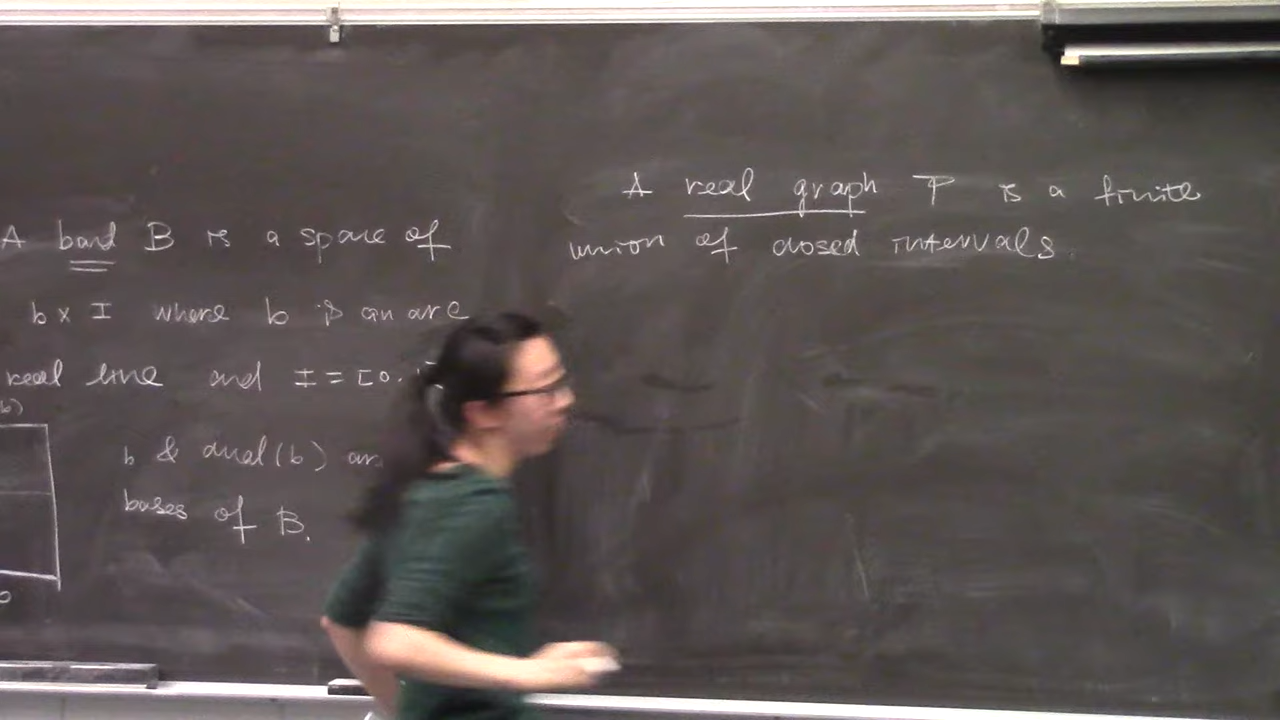 A band B is a space of
b x I where b is an arc
real line and I = [0,
b)
b & dual(b) are
bases of B.
0
A real graph Γ is a finite
union of closed intervals.